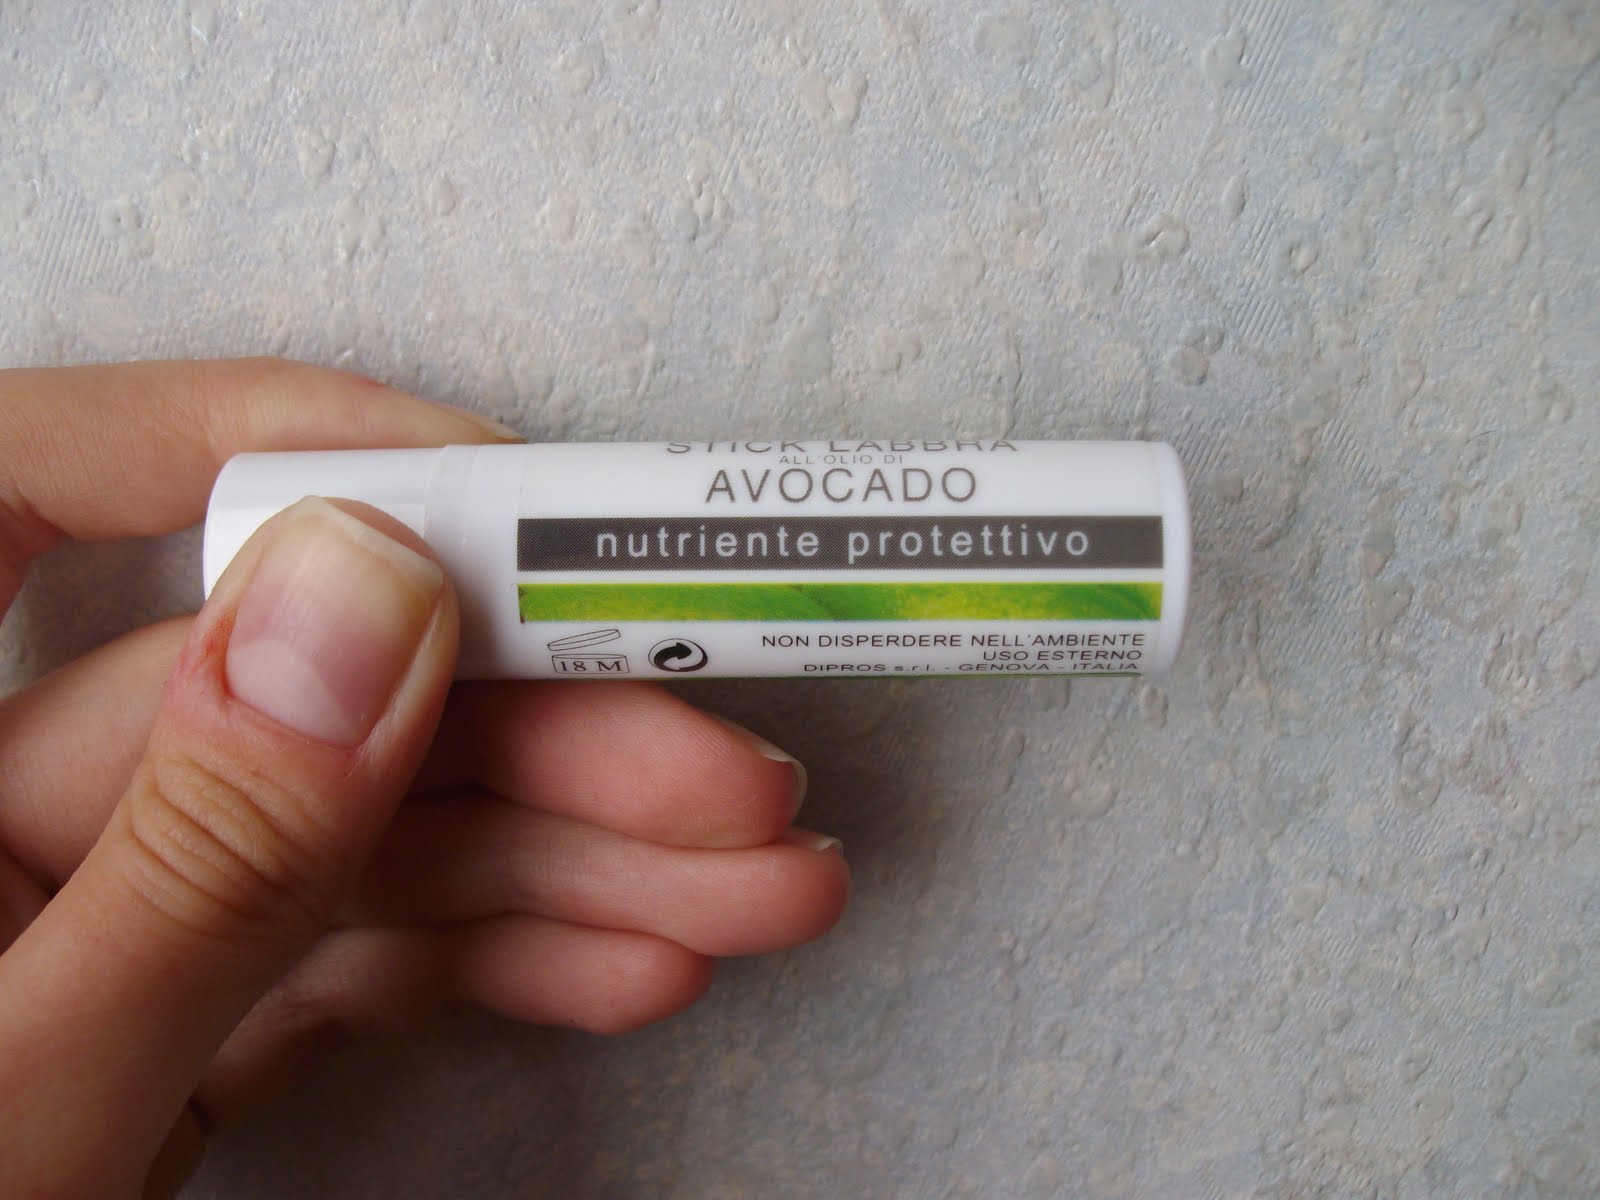 STICK LABBRA
ALL'OLIO DI
AVOCADO
nutriente protettivo
18 M
NON DISPERDERE NELL'AMBIENTE
USO ESTERNO
DIPROS s.r.l. - GENOVA - ITALIA